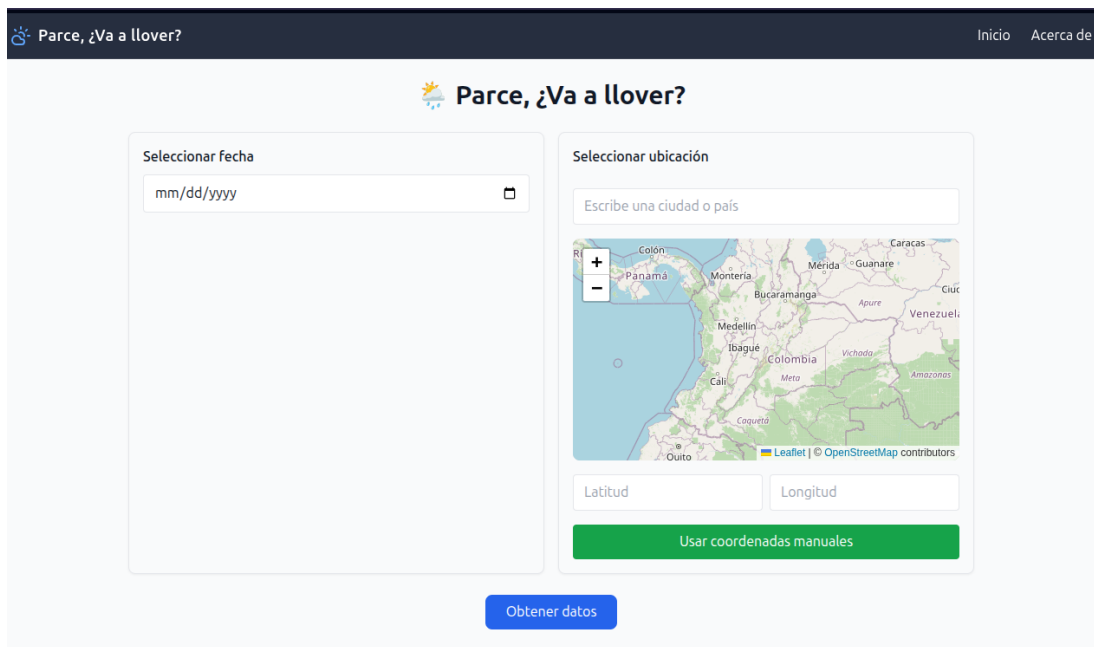 Parce, ¿Va a llover?
Inicio Acerca de
Parce, ¿Va a llover?
Seleccionar fecha
mm/dd/yyyy
Seleccionar ubicación
Escribe una ciudad o país
+
−
Colón
Panamá
Montería
Caracas
Mérida
Guanare
Bucaramanga
Apure
Venezuela
Medellín
Ibagué
Colombia
Vichada
Cali
Meta
Amazonas
Caquetá
Quito
Leaflet | © OpenStreetMap contributors
Latitud
Longitud
Usar coordenadas manuales
Obtener datos